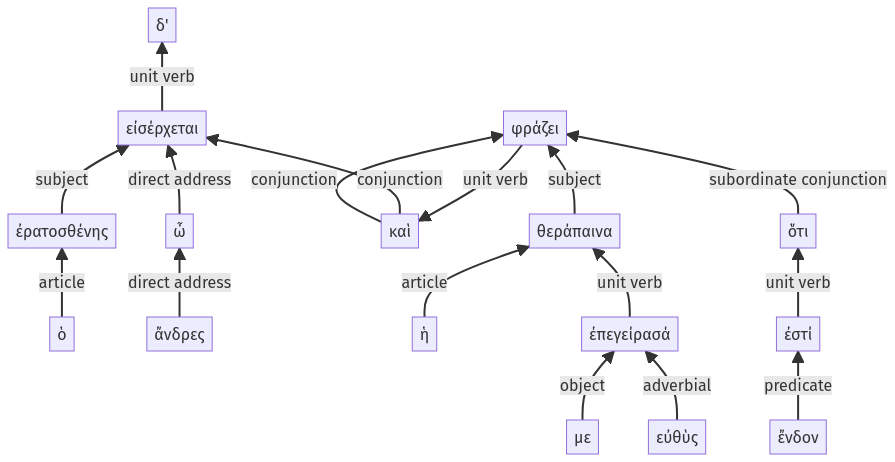 δ'
unit verb
εἰσέρχεται φράζει
subject direct address conjunction conjunction unit verb subject subordinate conjunction
ἐρατοσθένης ὦ καὶ θεράπαινα ὅτι
article direct address article unit verb unit verb
ὁ ἄνδρες ἡ ἐπεγείρασά ἐστί
object adverbial predicate
με εὐθὺς ἔνδον